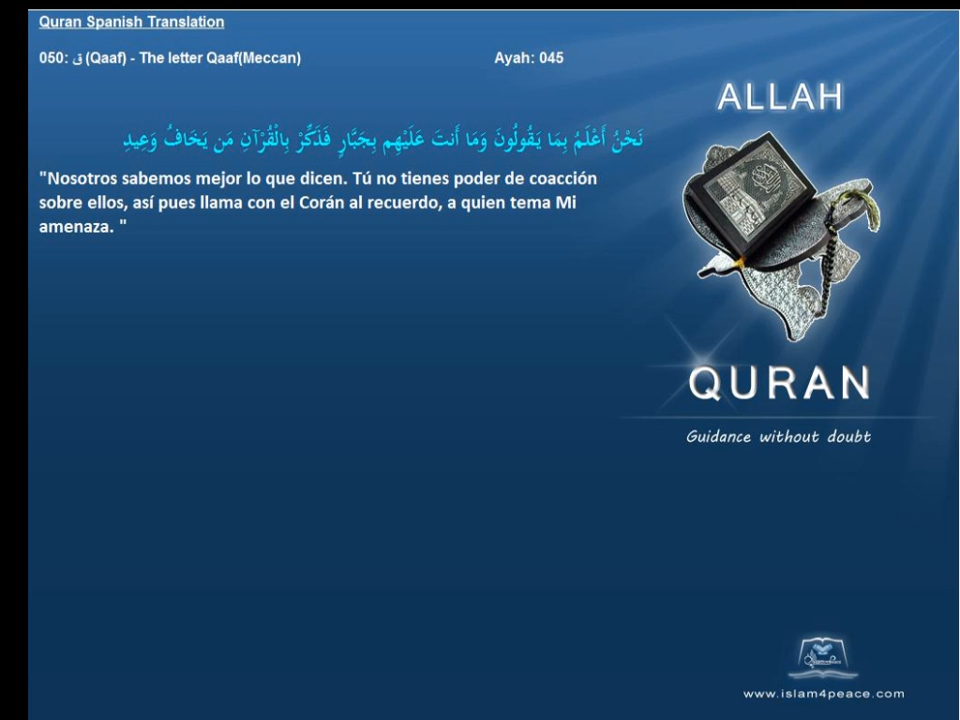 Quran Spanish Translation
050: ق (Qaaf) - The letter Qaaf(Meccan) Ayah: 045
نَحْنُ أَعْلَمُ بِمَا يَقُولُونَ وَمَا أَنتَ عَلَيْهِم بِجَبَّارٍ فَذَكِّرْ بِالْقُرْآنِ مَن يَخَافُ وَعِيدِ
"Nosotros sabemos mejor lo que dicen. Tú no tienes poder de coacción
sobre ellos, así pues llama con el Corán al recuerdo, a quien tema Mi
amenaza. "
ALLAH
QURAN
Guidance without doubt
www.islam4peace.com